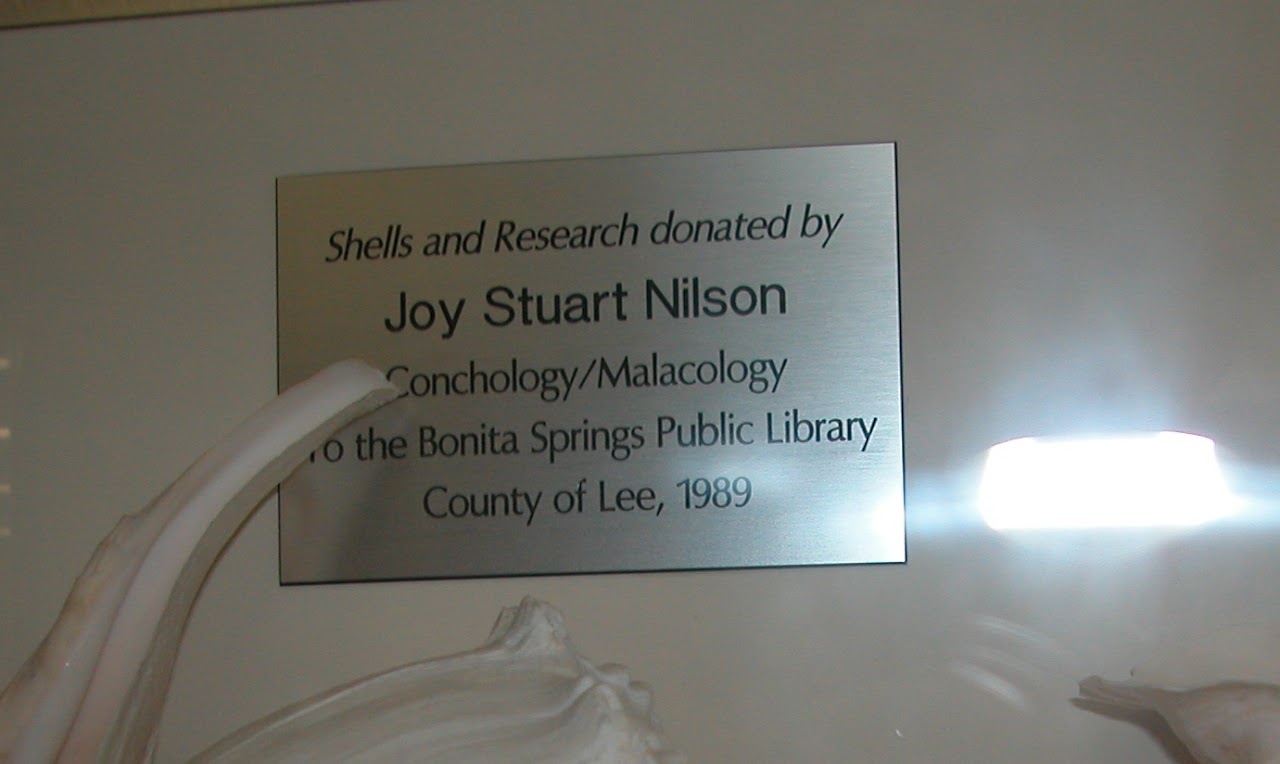 Shells and Research donated by
Joy Stuart Nilson
Conchology/Malacology
To the Bonita Springs Public Library
County of Lee, 1989